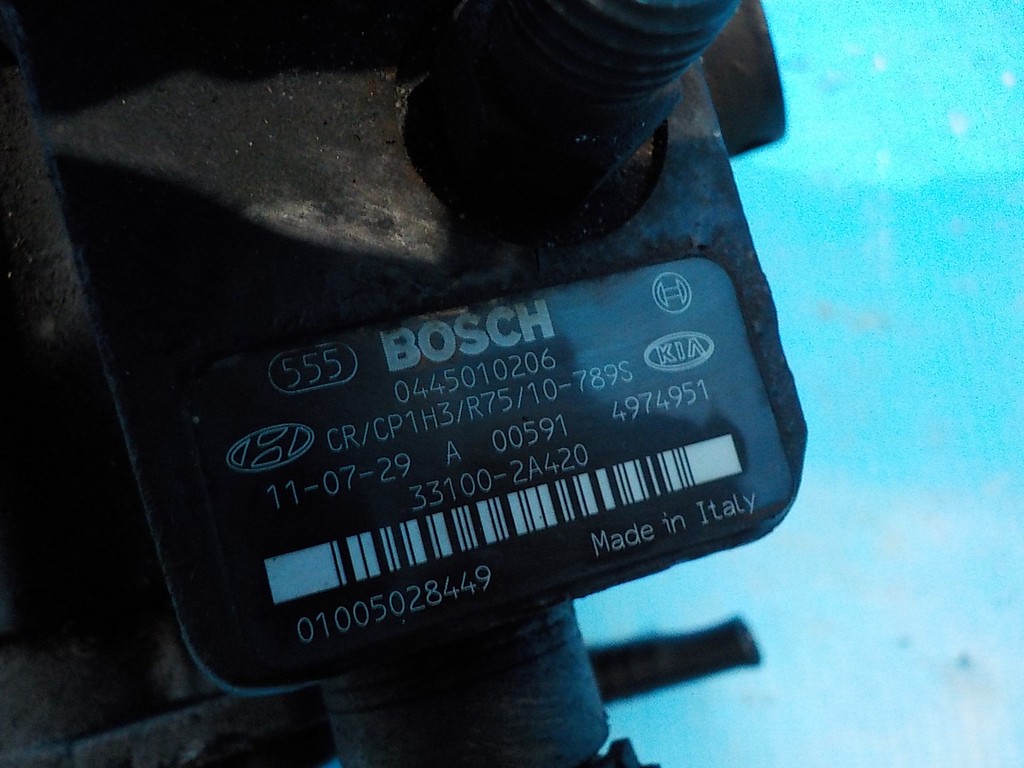 555 BOSCH
0445010206
CR/CP1H3/R75/10-789S KIA
11-07-29 A 00591 4974951
33100-2A420
Made in Italy
01005028449